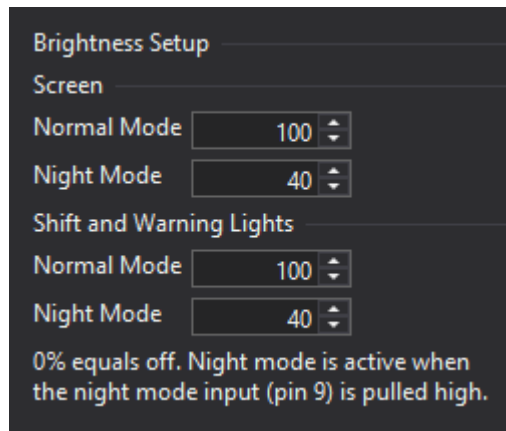 Brightness Setup
Screen
Normal Mode 100
Night Mode 40
Shift and Warning Lights
Normal Mode 100
Night Mode 40
0% equals off. Night mode is active when
the night mode input (pin 9) is pulled high.